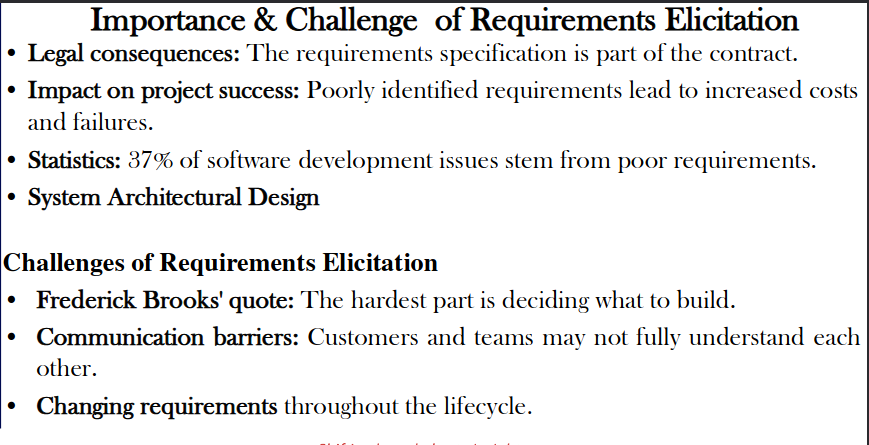 Importance & Challenge of Requirements Elicitation
• Legal consequences: The requirements specification is part of the contract.
• Impact on project success: Poorly identified requirements lead to increased costs
and failures.
• Statistics: 37% of software development issues stem from poor requirements.
• System Architectural Design
Challenges of Requirements Elicitation
• Frederick Brooks' quote: The hardest part is deciding what to build.
• Communication barriers: Customers and teams may not fully understand each
other.
• Changing requirements throughout the lifecycle.